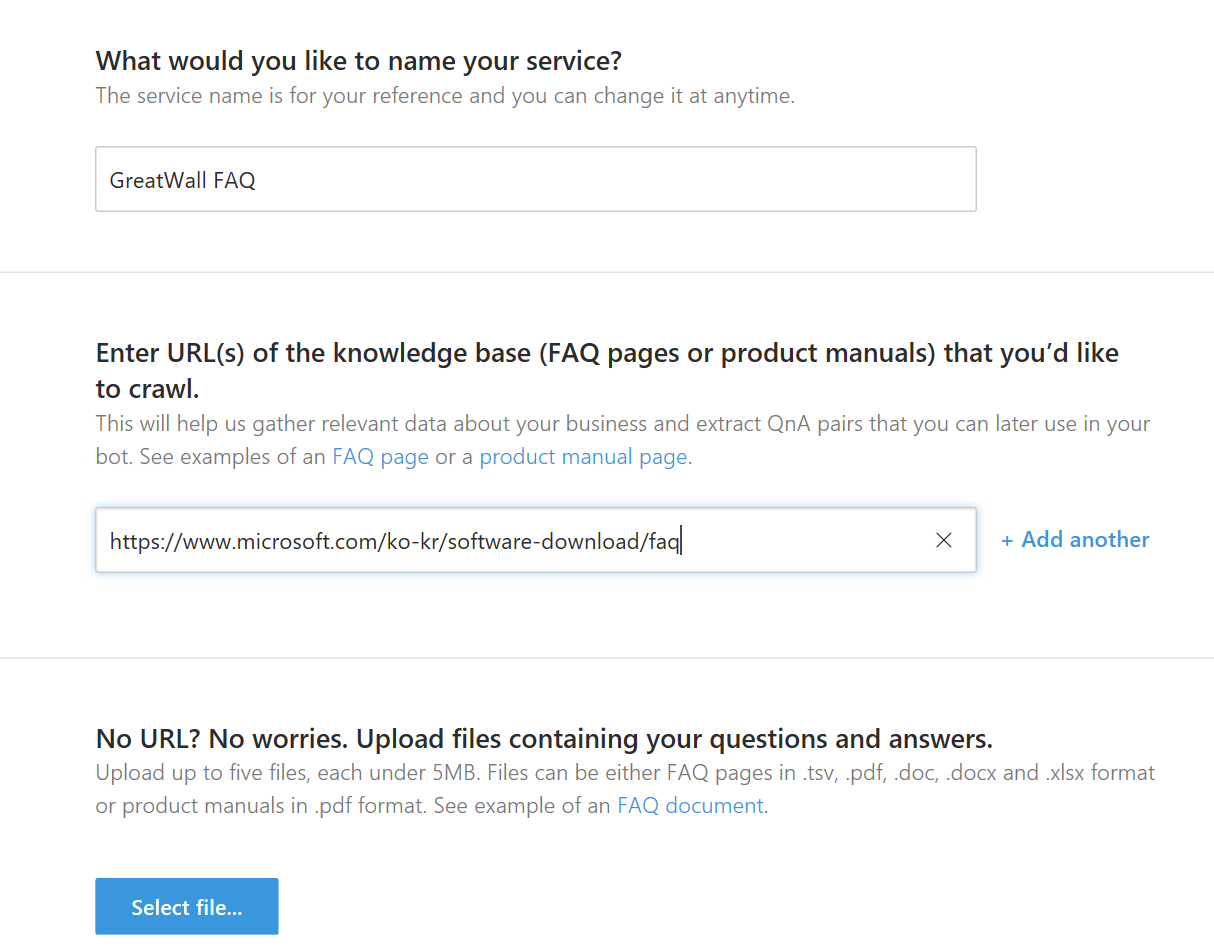 What would you like to name your service?
The service name is for your reference and you can change it at anytime.
GreatWall FAQ
Enter URL(s) of the knowledge base (FAQ pages or product manuals) that you’d like
to crawl.
This will help us gather relevant data about your business and extract QnA pairs that you can later use in your
bot. See examples of an FAQ page or a product manual page.
https://www.microsoft.com/ko-kr/software-download/faq
+ Add another
No URL? No worries. Upload files containing your questions and answers.
Upload up to five files, each under 5MB. Files can be either FAQ pages in .tsv, .pdf, .doc, .docx and .xlsx format
or product manuals in .pdf format. See example of an FAQ document.
Select file...